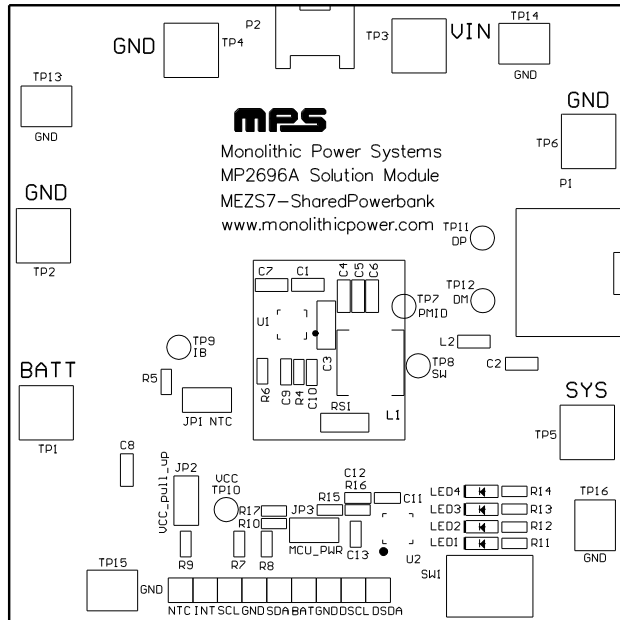 P2
GND
TP4
TP3
VIN
TP14
GND
TP13
GND
GND
TP6
P1
MPS
Monolithic Power Systems
MP2696A Solution Module
MEZS7-SharedPowerbank
www.monolithicpower.com
GND
TP2
TP11
DP
TP12
DM
C7
C1
C4
C5
C6
U1
TP7
PMID
TP9
IB
C3
L2
C2
TP8
SW
BATT
TP1
R5
JP1 NTC
R6
C9
R4
C10
RS1
L1
SYS
TP5
C8
JP2
VCC_pull_up
VCC
TP10
R17
R10
JP3
MCU_PWR
R15
C12
R16
C11
C13
U2
LED4
R14
LED3
R13
LED2
R12
LED1
R11
TP16
GND
R9
R7
R8
SW1
TP15
GND
NTC INT SCL GND SDA BAT GND DSCL DSDA